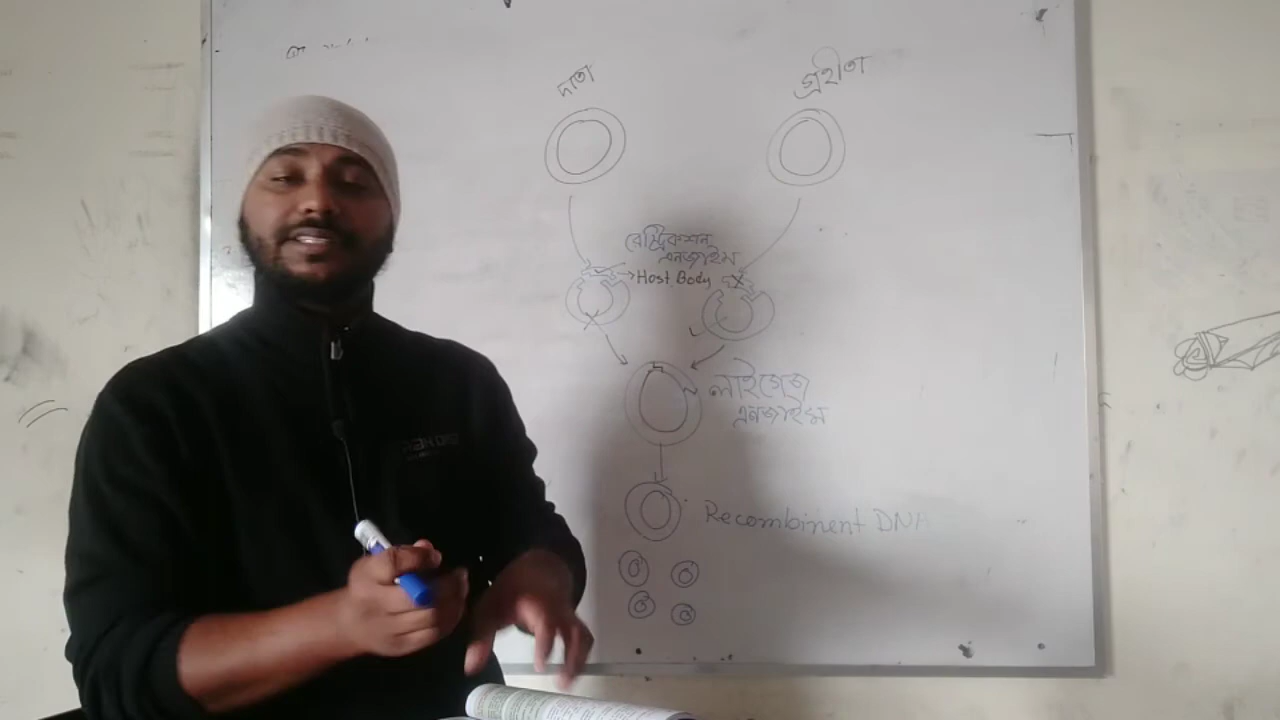 দাতা
গ্রহীতা
রেস্ট্রিকশন
এনজাইম
Host Body
লাইগেজ
এনজাইম
Recombinent DNA